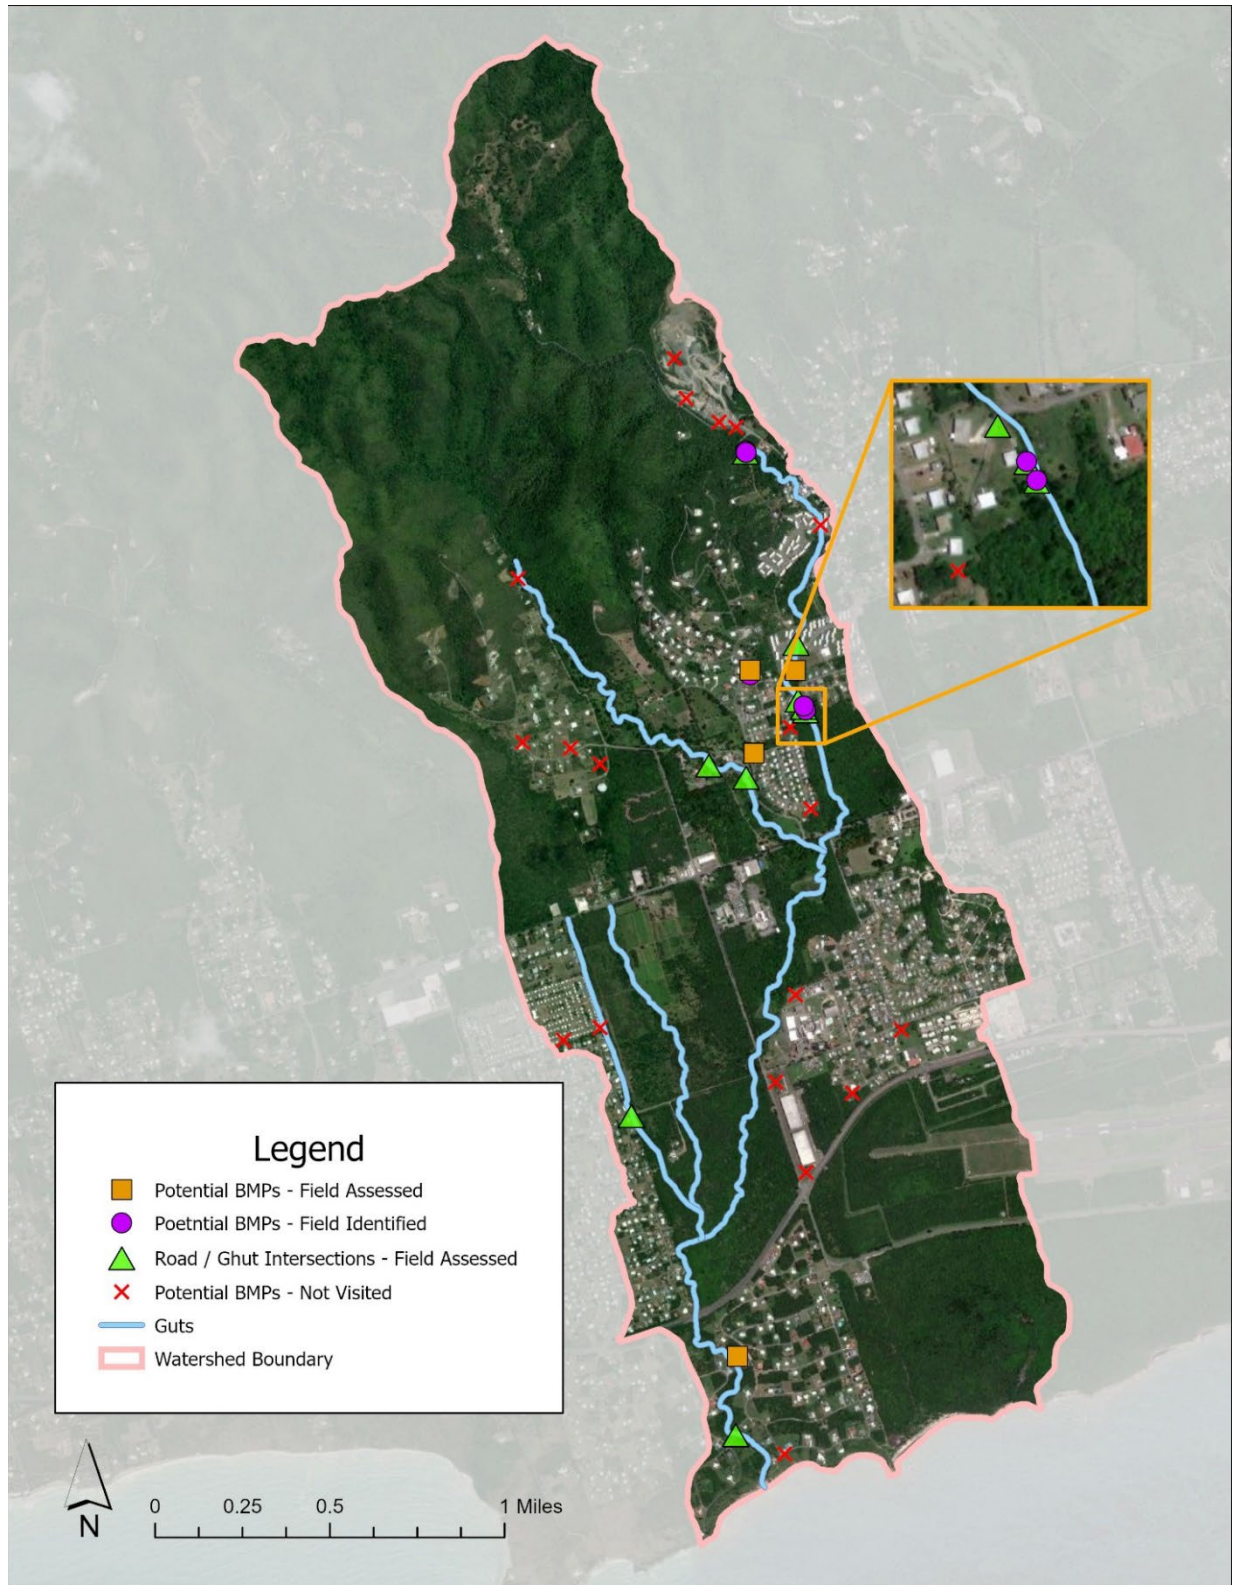 Legend
Potential BMPs - Field Assessed
Poetntial BMPs - Field Identified
Road / Ghut Intersections - Field Assessed
Potential BMPs - Not Visited
Guts
Watershed Boundary
N
0 0.25 0.5 1 Miles